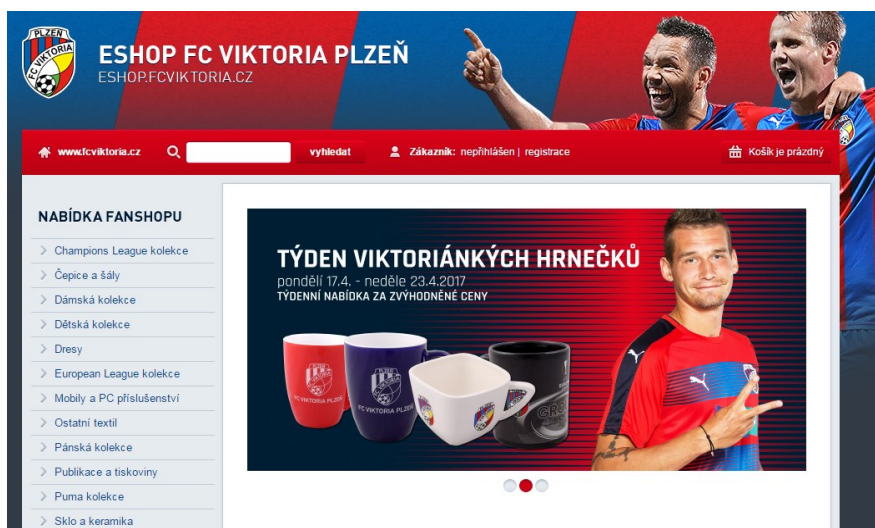 PLZEŇ
VIKTORIA
FC
ESHOP FC VIKTORIA PLZEŇ
ESHOP.FCVIKTORIA.CZ
www.fcviktoria.cz
vyhledat
Zákazník: nepřihlášen | registrace
Košík je prázdný
NABÍDKA FANSHOPU
Champions League kolekce
Čepice a šály
Dámská kolekce
Dětská kolekce
Dresy
European League kolekce
Mobily a PC příslušenství
Ostatní textil
Pánská kolekce
Publikace a tiskoviny
Puma kolekce
Sklo a keramika
TÝDEN VIKTORIÁNKÝCH HRNEČKŮ
pondělí 17.4. - neděle 23.4.2017
TÝDENNÍ NABÍDKA ZA ZVÝHODNĚNÉ CENY
FC VIKTORIA PLZEŇ
FC VIKTORIA PLZEŇ